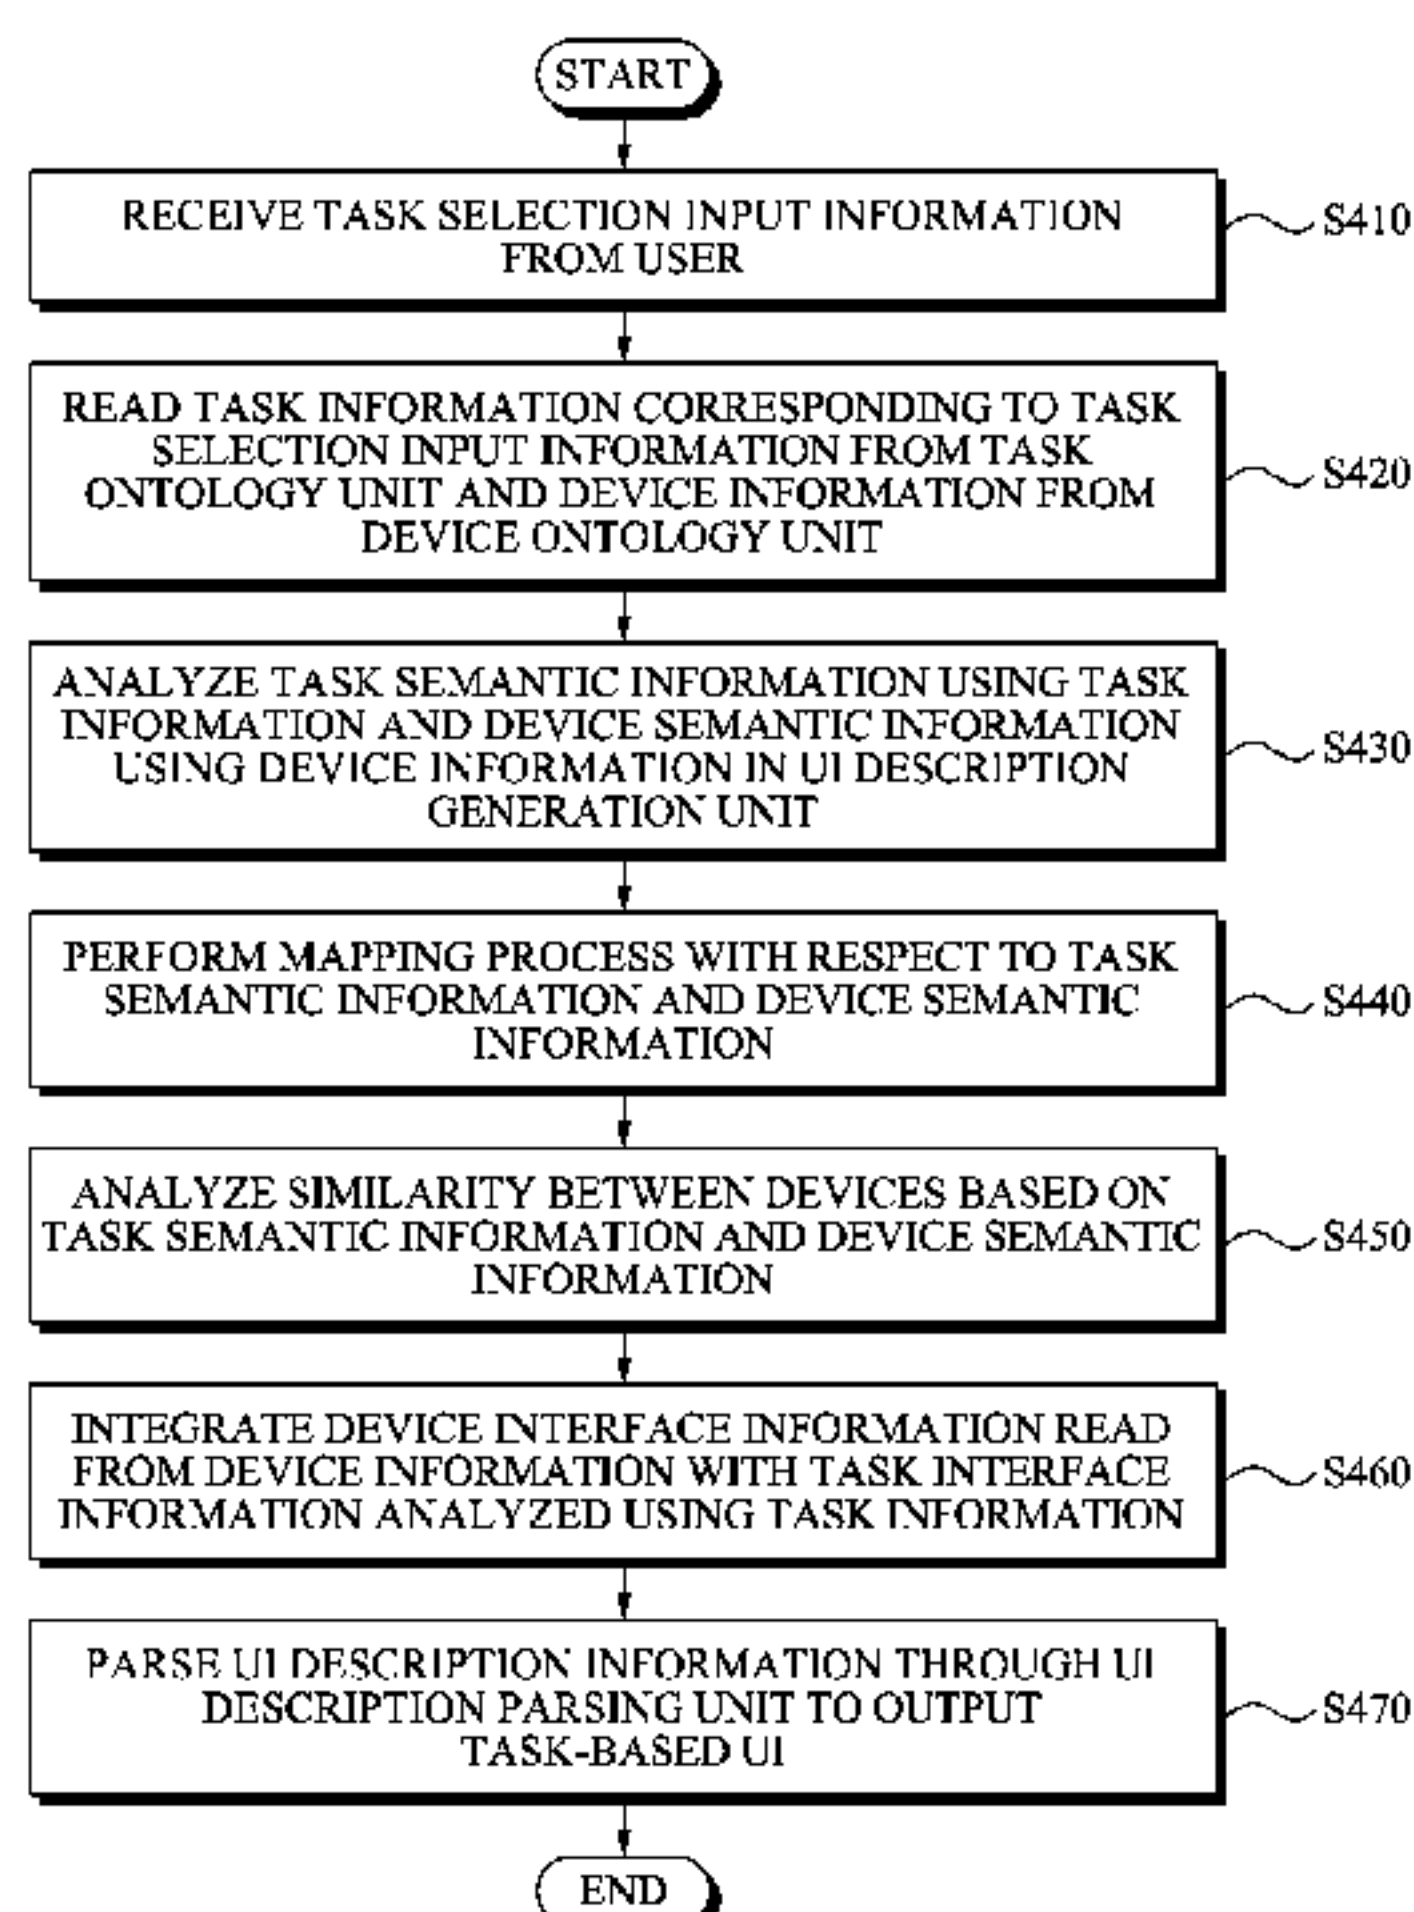 START
RECEIVE TASK SELECTION INPUT INFORMATION
FROM USER
S410
READ TASK INFORMATION CORRESPONDING TO TASK
SELECTION INPUT INFORMATION FROM TASK
ONTOLOGY UNIT AND DEVICE INFORMATION FROM
DEVICE ONTOLOGY UNIT
S420
ANALYZE TASK SEMANTIC INFORMATION USING TASK
INFORMATION AND DEVICE SEMANTIC INFORMATION
USING DEVICE INFORMATION IN UI DESCRIPTION
GENERATION UNIT
S430
PERFORM MAPPING PROCESS WITH RESPECT TO TASK
SEMANTIC INFORMATION AND DEVICE SEMANTIC
INFORMATION
S440
ANALYZE SIMILARITY BETWEEN DEVICES BASED ON
TASK SEMANTIC INFORMATION AND DEVICE SEMANTIC
INFORMATION
S450
INTEGRATE DEVICE INTERFACE INFORMATION READ
FROM DEVICE INFORMATION WITH TASK INTERFACE
INFORMATION ANALYZED USING TASK INFORMATION
S460
PARSE UI DESCRIPTION INFORMATION THROUGH UI
DESCRIPTION PARSING UNIT TO OUTPUT
TASK-BASED UI
S470
END